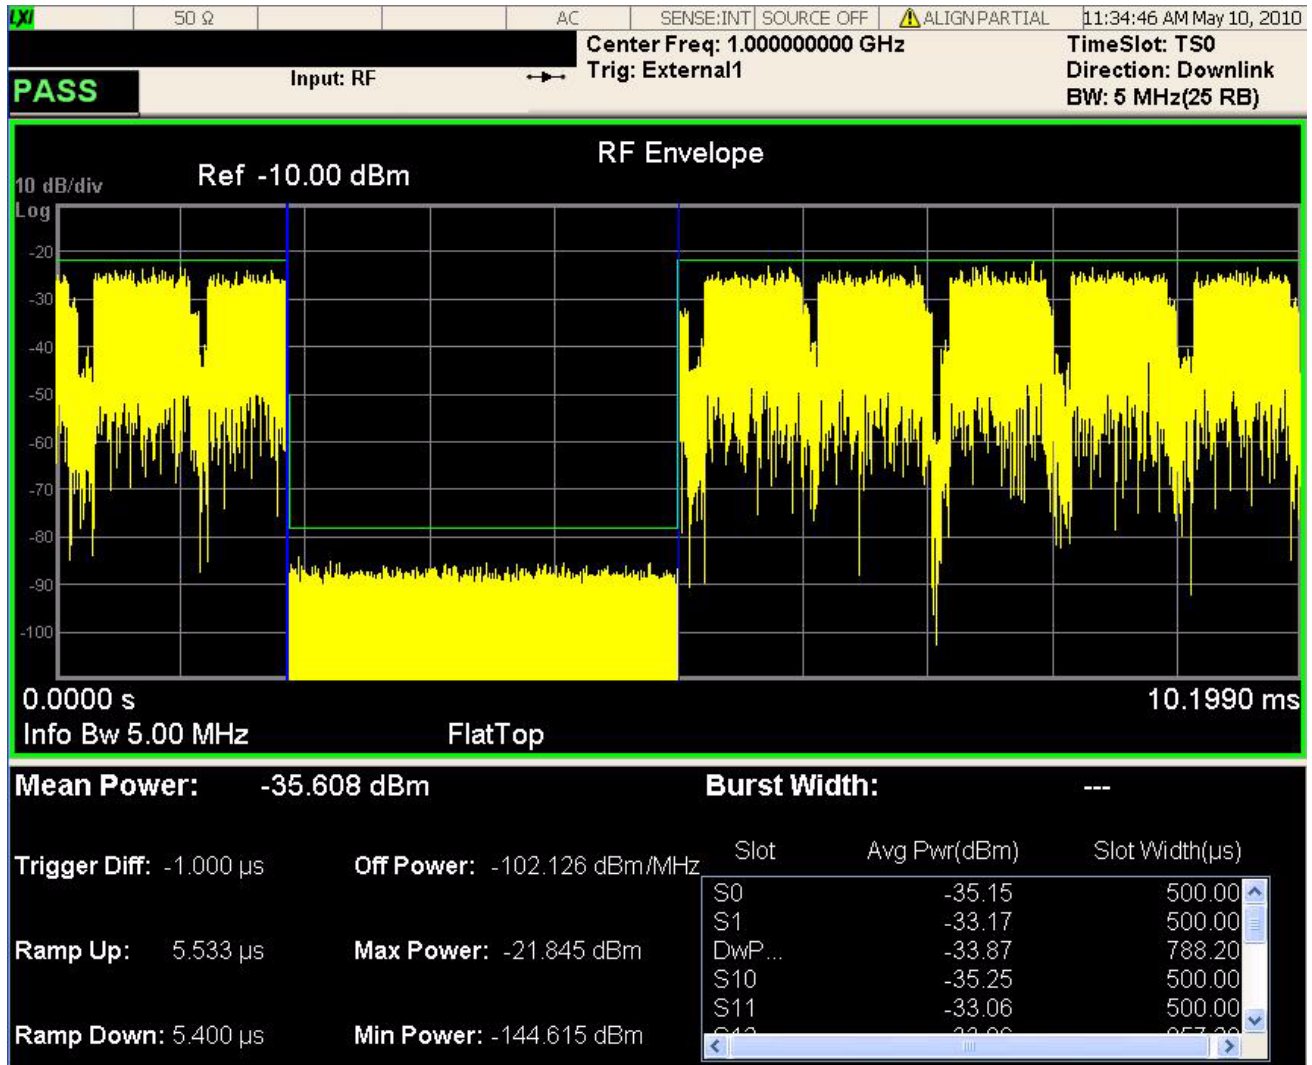 LXI 50 Ω AC SENSE:INT SOURCE OFF ALIGN PARTIAL 11:34:46 AM May 10, 2010
Center Freq: 1.000000000 GHz TimeSlot: TS0
Input: RF Trig: External1 Direction: Downlink
PASS BW: 5 MHz(25 RB)
RF Envelope
10 dB/div Ref -10.00 dBm
Log
-20
-30
-40
-50
-60
-70
-80
-90
-100
0.0000 s 10.1990 ms
Info Bw 5.00 MHz FlatTop
Mean Power: -35.608 dBm Burst Width: ---
Slot Avg Pwr(dBm) Slot Width(µs)
Trigger Diff: -1.000 µs Off Power: -102.126 dBm/MHz
S0 -35.15 500.00
S1 -33.17 500.00
Ramp Up: 5.533 µs Max Power: -21.845 dBm DwP... -33.87 788.20
S10 -35.25 500.00
S11 -33.06 500.00
Ramp Down: 5.400 µs Min Power: -144.615 dBm